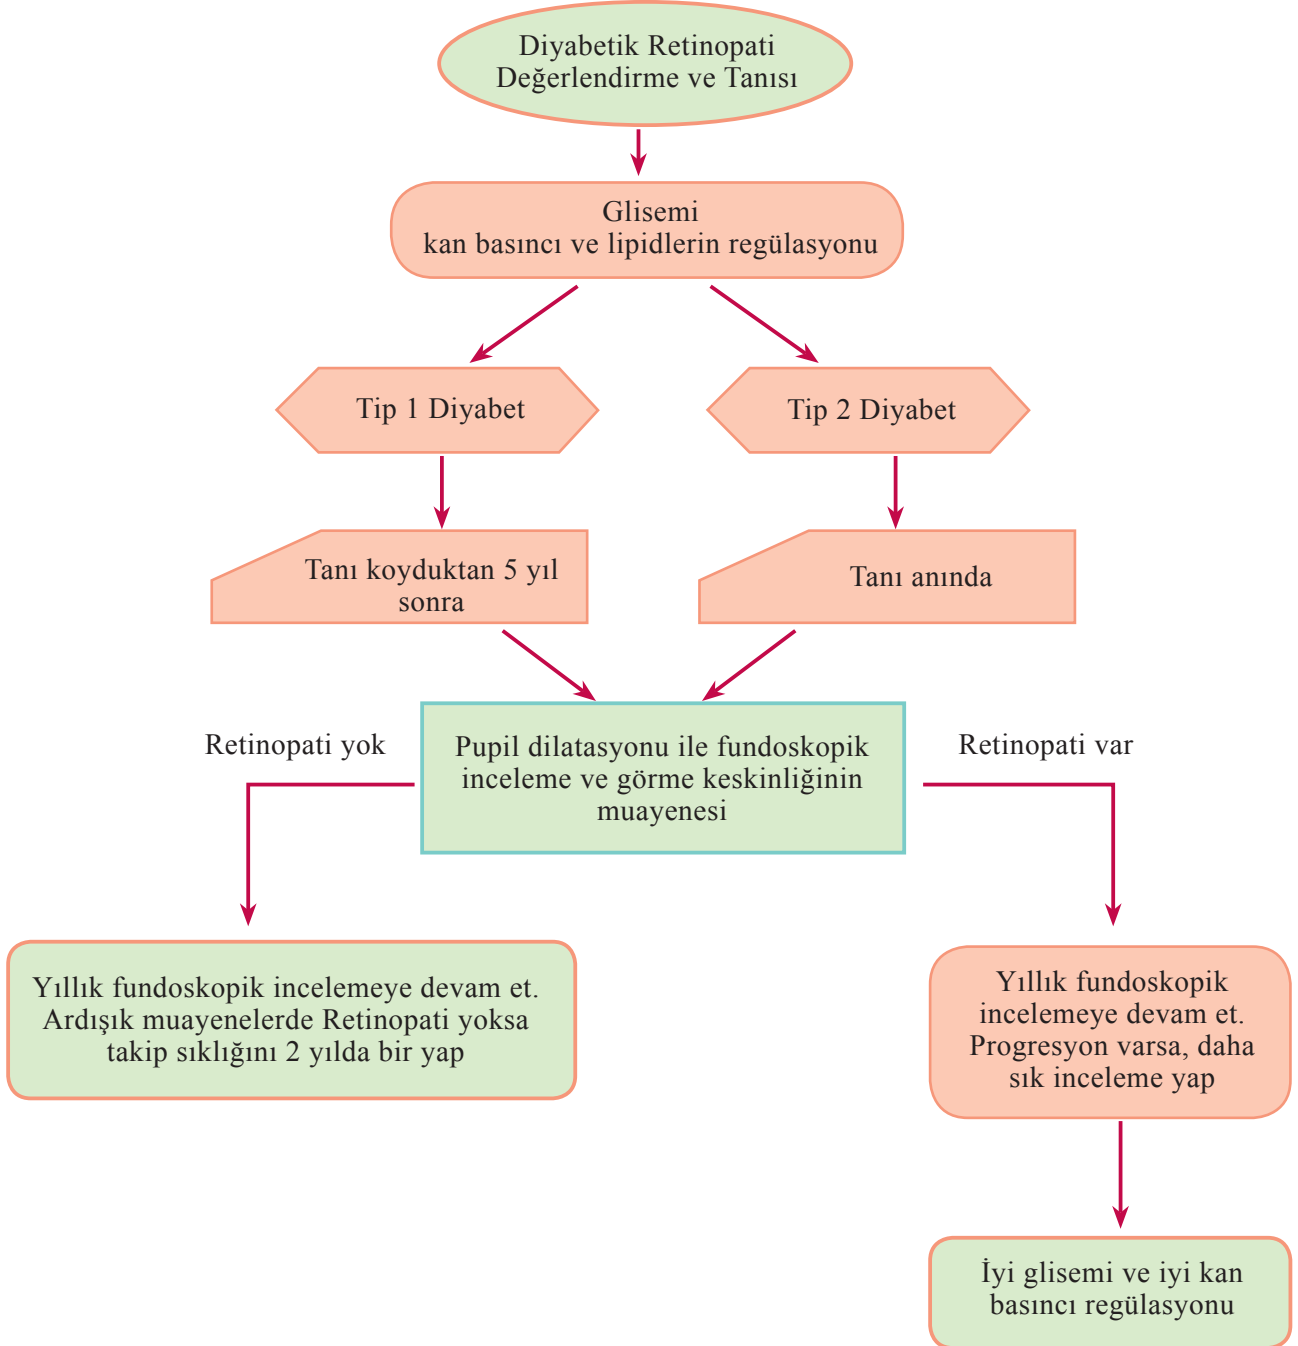 Diyabetik Retinopati
Değerlendirme ve Tanısı
Glisemi
kan basıncı ve lipidlerin regülasyonu
Tip 1 Diyabet
Tip 2 Diyabet
Tanı koyduktan 5 yıl
sonra
Tanı anında
Retinopati yok
Pupil dilatasyonu ile fundoskopik
inceleme ve görme keskinliğinin
muayenesi
Retinopati var
Yıllık fundoskopik incelemeye devam et.
Ardışık muayenelerde Retinopati yoksa
takip sıklığını 2 yılda bir yap
Yıllık fundoskopik
incelemeye devam et.
Progresyon varsa, daha
sık inceleme yap
İyi glisemi ve iyi kan
basıncı regülasyonu